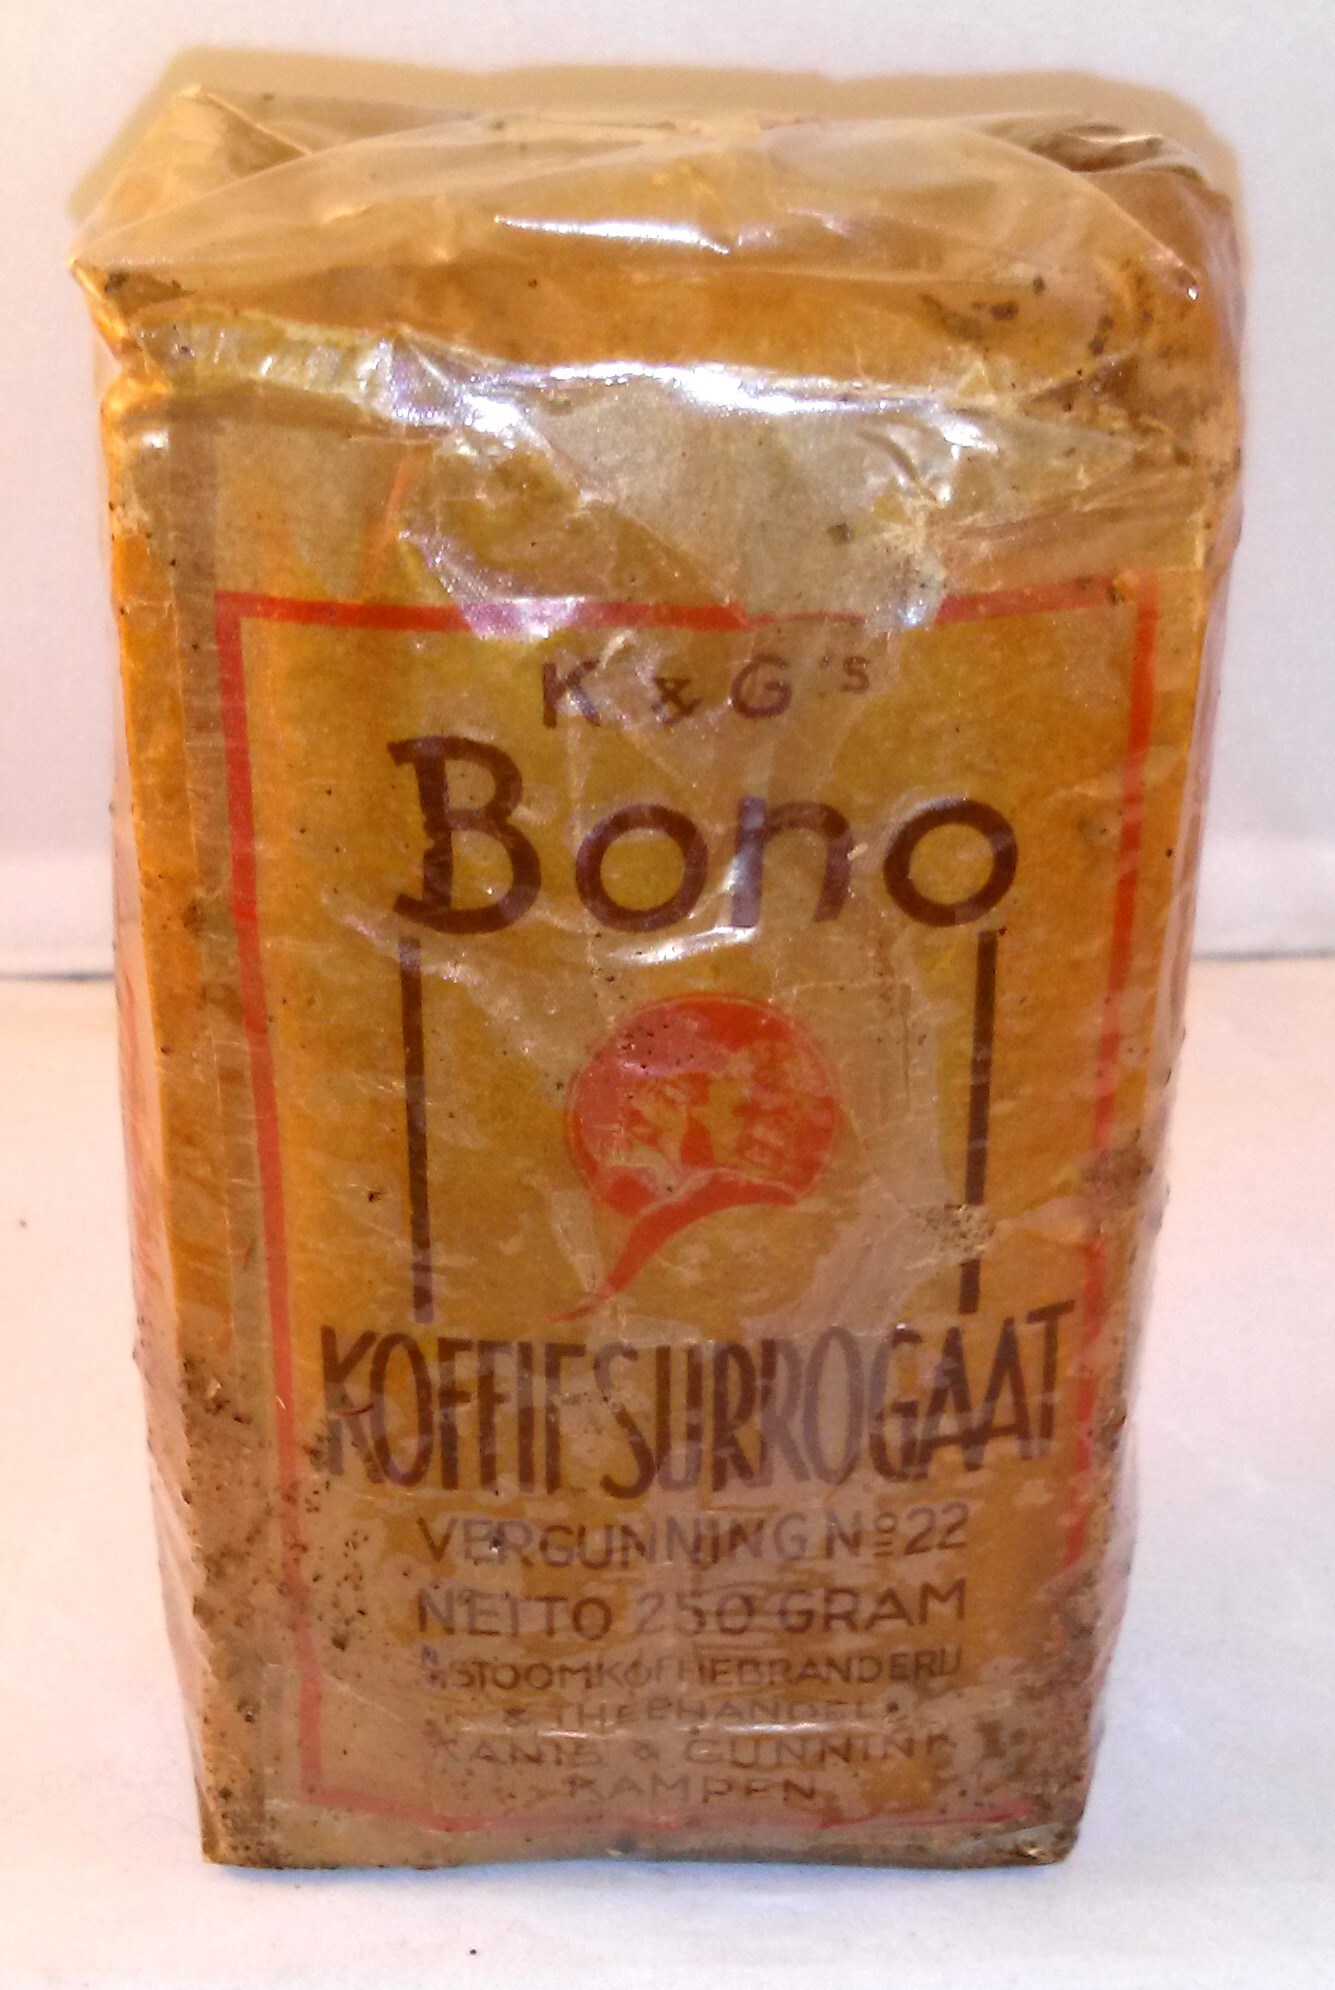 K & G's
Bono
KOFFIESURROGAAT
VERGUNNING Nº 22
NETTO 250 GRAM
STOOMKOFFIEBRANDERIJ
& THEEHANDEL
KANIS & GUNNINK
KAMPEN